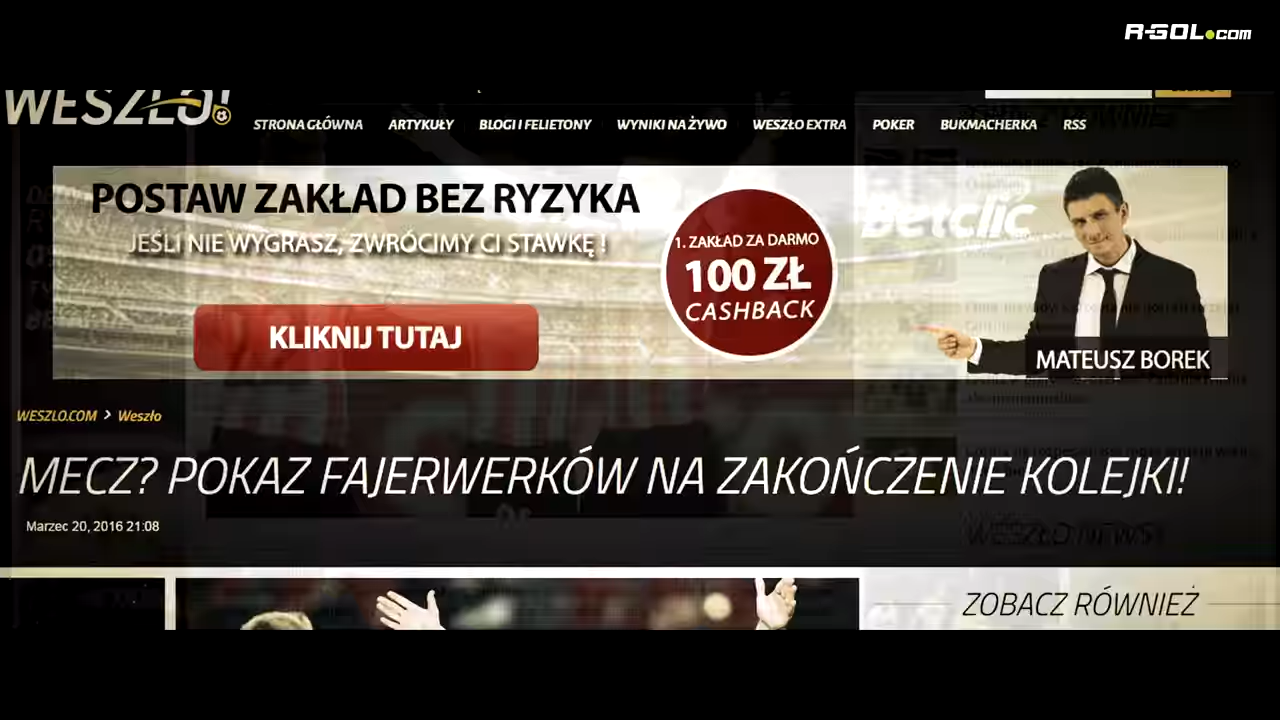 R-GOL.com
WESZŁO!
STRONA GŁÓWNA ARTYKUŁY BLOGI I FELIETONY WYNIKI NA ŻYWO WESZŁO EXTRA POKER BUKMACHERKA RSS
POSTAW ZAKŁAD BEZ RYZYKA
JEŚLI NIE WYGRASZ, ZWRÓCIMY CI STAWKĘ !
KLIKNIJ TUTAJ
1. ZAKŁAD ZA DARMO
100 ZŁ
CASHBACK
Betclic
MATEUSZ BOREK
WESZLO.COM > Weszło
MECZ? POKAZ FAJERWERKÓW NA ZAKOŃCZENIE KOLEJKI!
Marzec 20, 2016 21:08
WESZŁO NEWS
ZOBACZ RÓWNIEŻ